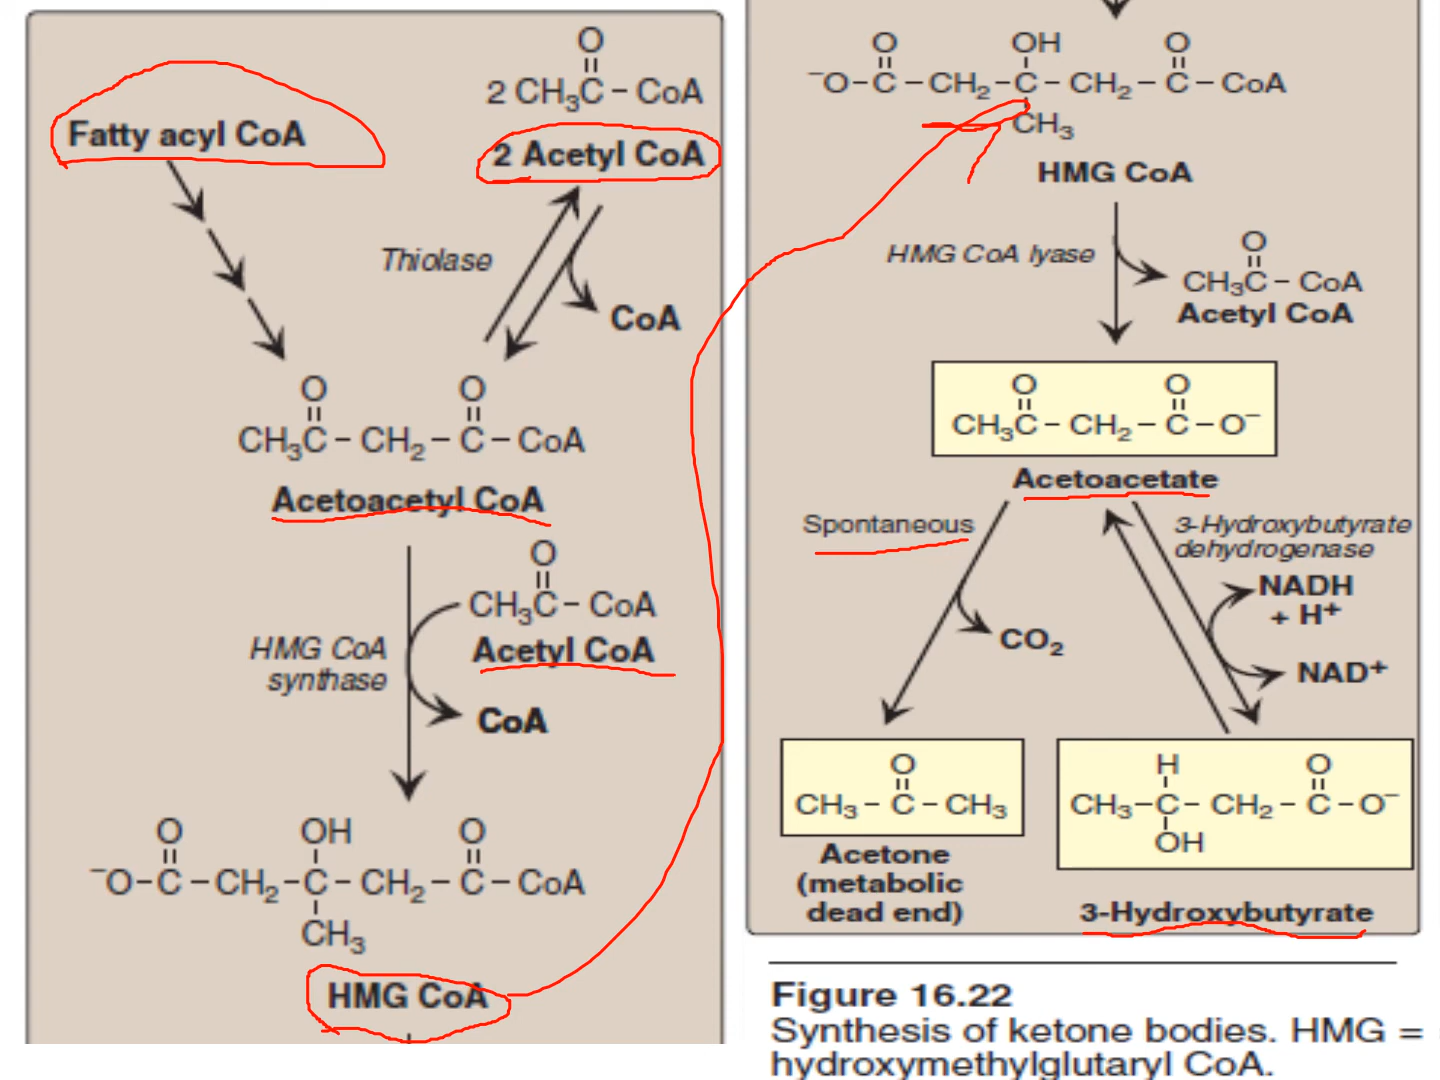 O
2 CH₃C – CoA
Fatty acyl CoA
2 Acetyl CoA
Thiolase
CoA
O O
CH₃C – CH₂ – C – CoA
Acetoacetyl CoA
O
CH₃C – CoA
HMG CoA
synthase
Acetyl CoA
CoA
O OH O
⁻O – C – CH₂ – C – CH₂ – C – CoA
CH₃
HMG CoA
O OH O
⁻O – C – CH₂ – C – CH₂ – C – CoA
CH₃
HMG CoA
HMG CoA lyase
O
CH₃C – CoA
Acetyl CoA
O O
CH₃C – CH₂ – C – O⁻
Acetoacetate
Spontaneous
3-Hydroxybutyrate
dehydrogenase
NADH
+ H⁺
CO₂
NAD⁺
O
CH₃ – C – CH₃
Acetone
(metabolic
dead end)
H O
CH₃ – C – CH₂ – C – O⁻
OH
3-Hydroxybutyrate
Figure 16.22
Synthesis of ketone bodies. HMG =
hydroxymethylglutaryl CoA.